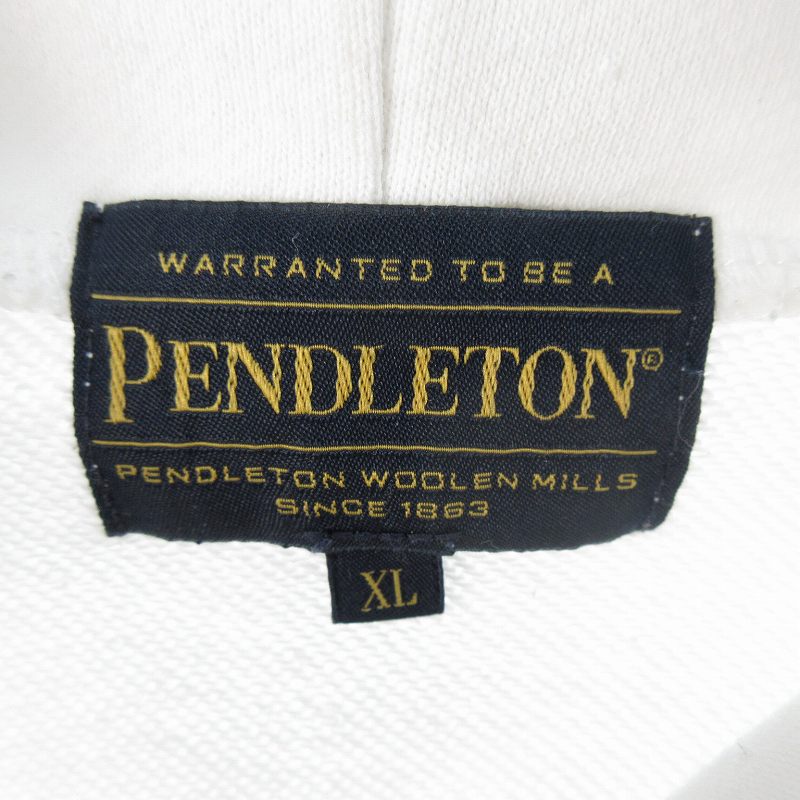 WARRANTED TO BE A
PENDLETON®
PENDLETON WOOLEN MILLS
SINCE 1863
XL